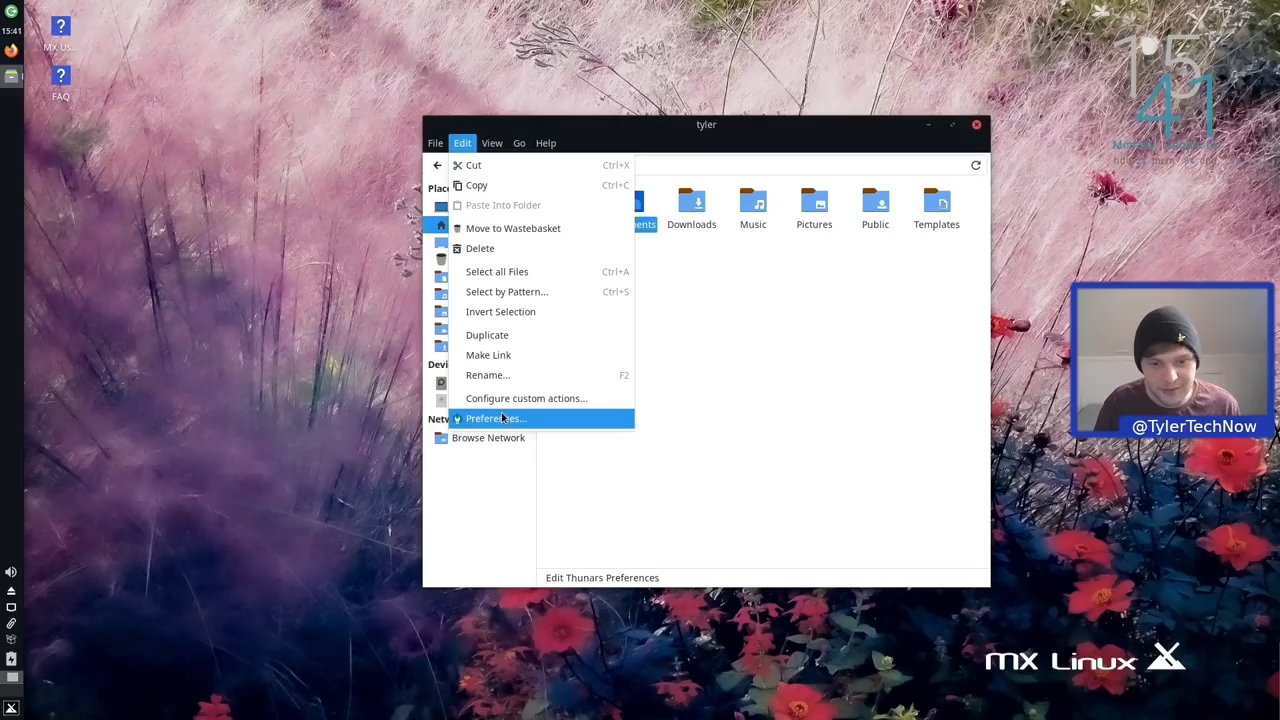 15:41
MX Us...
FAQ
15
41
tyler
File Edit View Go Help
Cut Ctrl+X
Copy Ctrl+C
Paste Into Folder
Move to Wastebasket
Delete
Select all Files Ctrl+A
Select by Pattern... Ctrl+S
Invert Selection
Duplicate
Make Link
Rename... F2
Configure custom actions...
Preferences...
Browse Network
Downloads Music Pictures Public Templates
Edit Thunars Preferences
@TylerTechNow
MX Linux